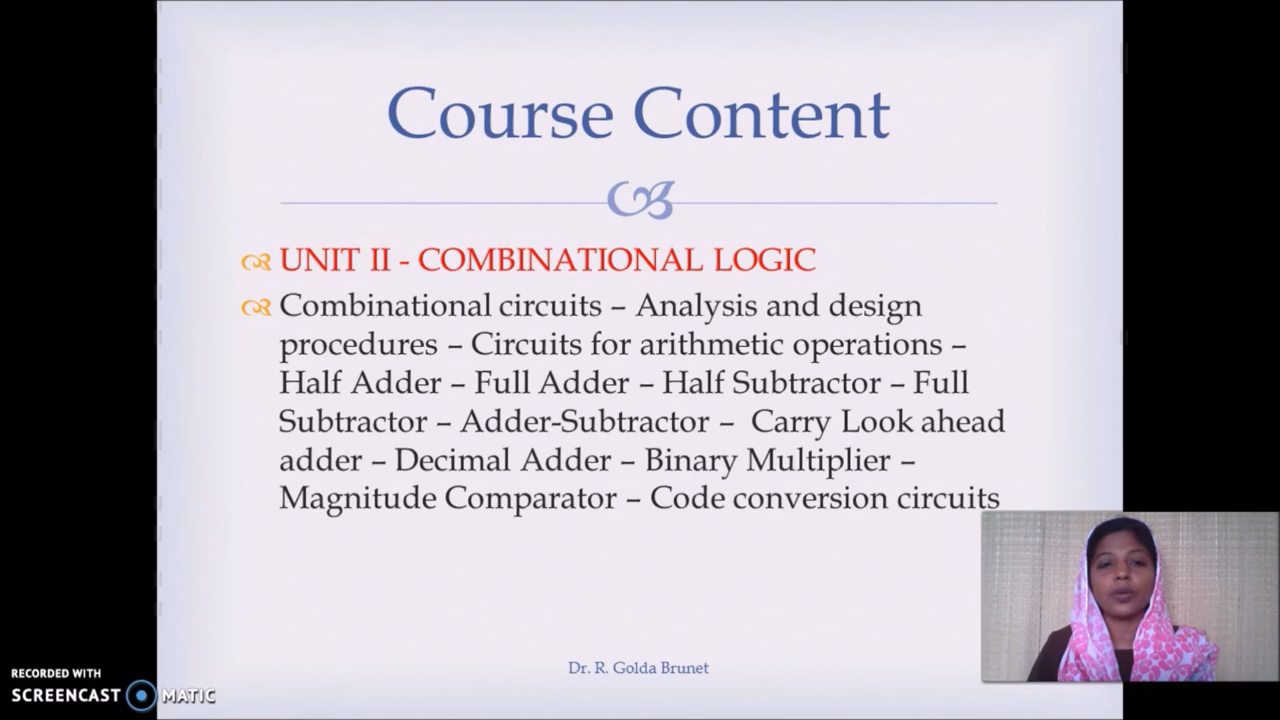 Course Content
UNIT II - COMBINATIONAL LOGIC
Combinational circuits – Analysis and design
procedures – Circuits for arithmetic operations –
Half Adder – Full Adder – Half Subtractor – Full
Subtractor – Adder-Subtractor – Carry Look ahead
adder – Decimal Adder – Binary Multiplier –
Magnitude Comparator – Code conversion circuits
Dr. R. Golda Brunet
RECORDED WITH
SCREENCAST MATIC